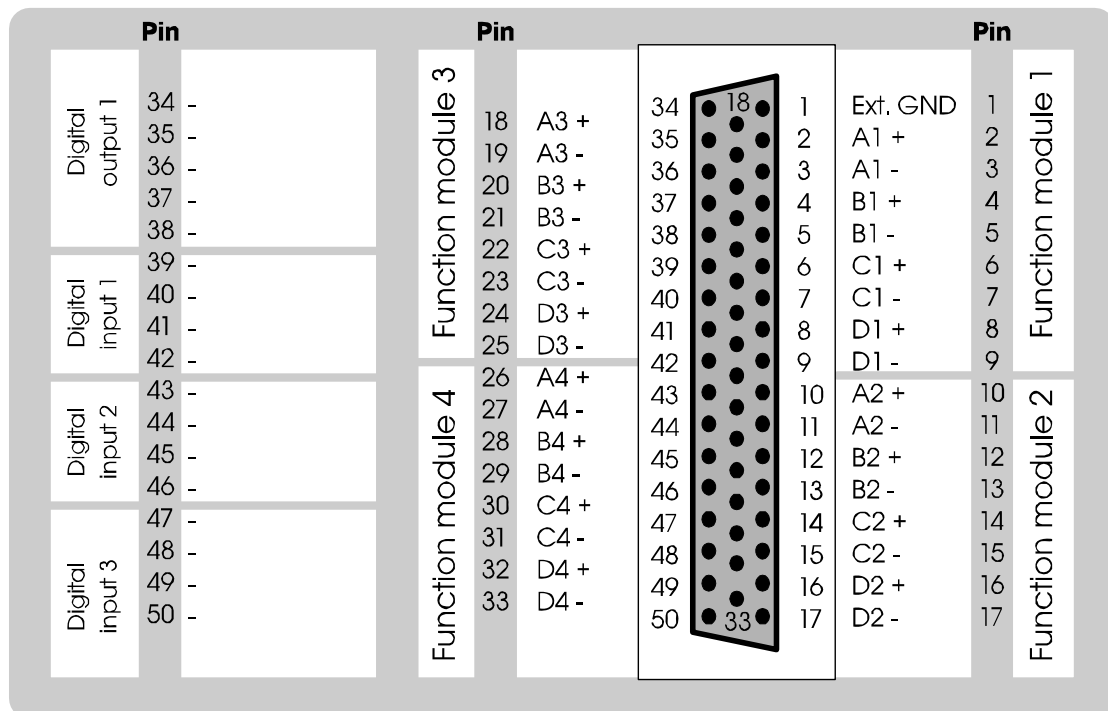 Pin
Digital
output 1
34 -
35 -
36 -
37 -
38 -
Digital
input 1
39 -
40 -
41 -
42 -
Digital
input 2
43 -
44 -
45 -
46 -
Digital
input 3
47 -
48 -
49 -
50 -
Pin
Function module 3
18 A3 +
19 A3 -
20 B3 +
21 B3 -
22 C3 +
23 C3 -
24 D3 +
25 D3 -
Function module 4
26 A4 +
27 A4 -
28 B4 +
29 B4 -
30 C4 +
31 C4 -
32 D4 +
33 D4 -
34
35
36
37
38
39
40
41
42
43
44
45
46
47
48
49
50
18
33
Pin
Function module 1
1 Ext. GND 1
2 A1 + 2
3 A1 - 3
4 B1 + 4
5 B1 - 5
6 C1 + 6
7 C1 - 7
8 D1 + 8
9 D1 - 9
Function module 2
10 A2 + 10
11 A2 - 11
12 B2 + 12
13 B2 - 13
14 C2 + 14
15 C2 - 15
16 D2 + 16
17 D2 - 17